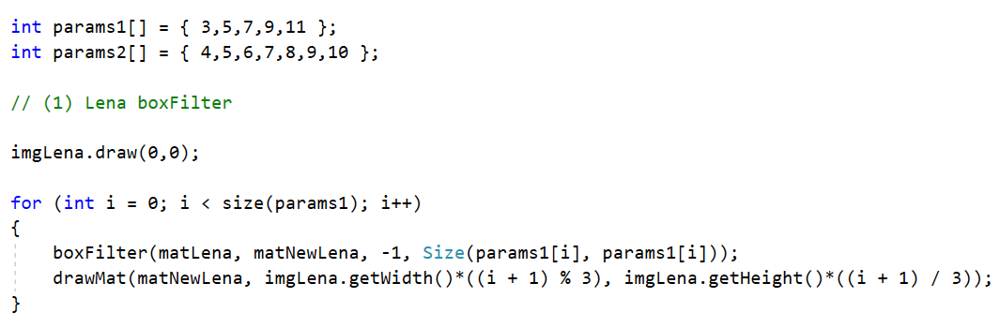 int params1[] = { 3,5,7,9,11 };
int params2[] = { 4,5,6,7,8,9,10 };
// (1) Lena boxFilter
imgLena.draw(0,0);
for (int i = 0; i < size(params1); i++)
{
    boxFilter(matLena, matNewLena, -1, Size(params1[i], params1[i]));
    drawMat(matNewLena, imgLena.getWidth()*((i + 1) % 3), imgLena.getHeight()*((i + 1) / 3));
}